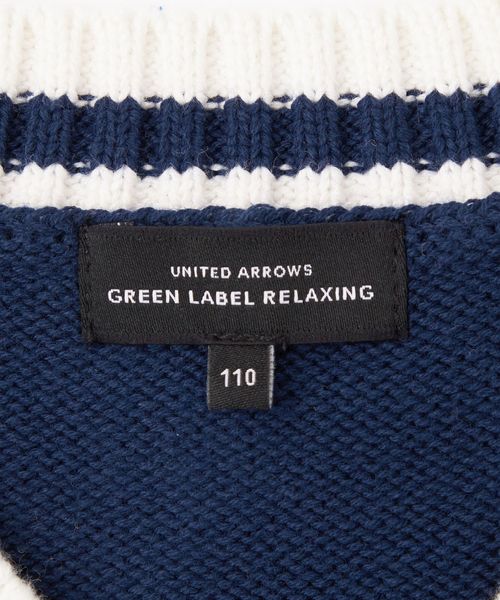 UNITED ARROWS
GREEN LABEL RELAXING
110